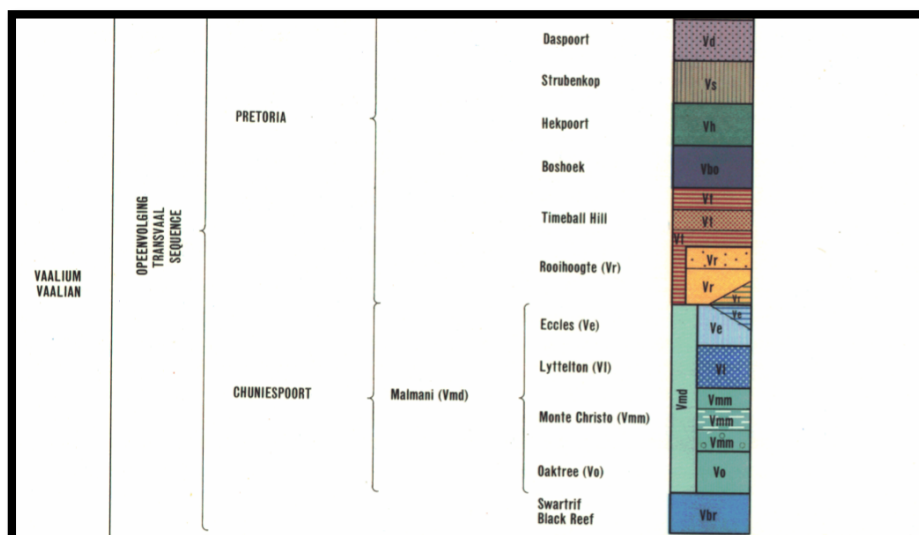 VAALIUM
VAALIAN
OPEENVOLGING
TRANSVAAL
SEQUENCE
PRETORIA
CHUNIESPOORT
Malmani (Vmd)
Daspoort
Strubenkop
Hekpoort
Boshoek
Timeball Hill
Rooihoogte (Vr)
Eccles (Ve)
Lyttelton (Vl)
Monte Christo (Vmm)
Oaktree (Vo)
Swartrif
Black Reef
Vd
Vs
Vh
Vbo
Vt
Vt
Vt
Vr
Vr
Vr
Ve
Ve
Vl
Vmd
Vmm
Vmm
Vmm
Vo
Vbr